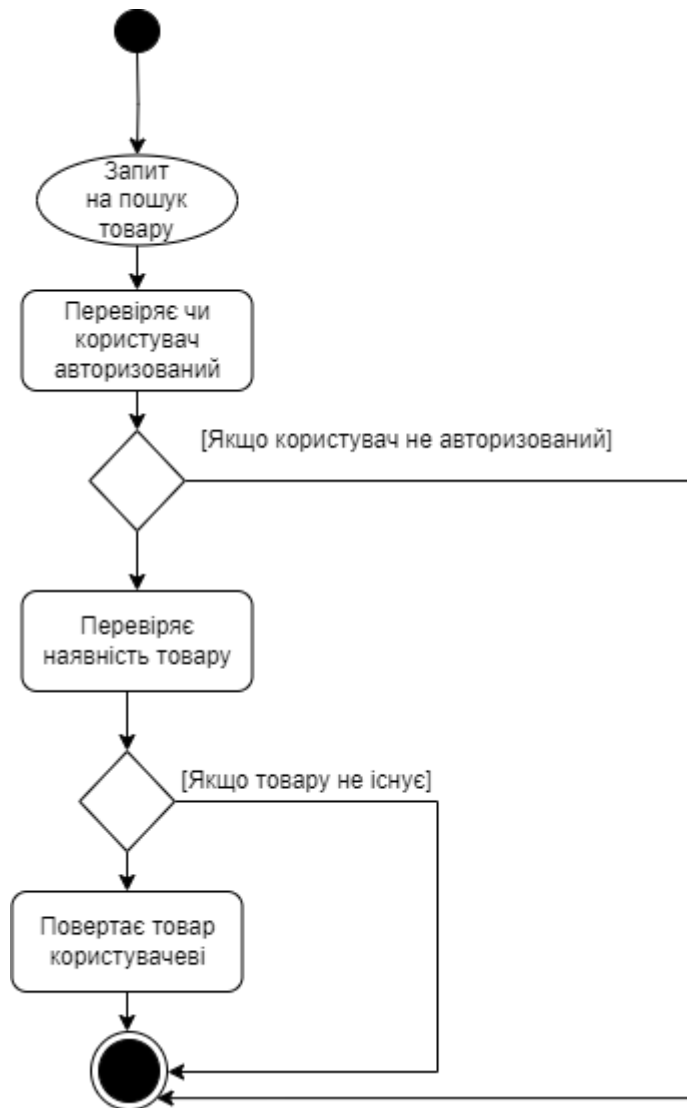 Запит
на пошук
товару
Перевіряє чи
користувач
авторизований
[Якщо користувач не авторизований]
Перевіряє
наявність товару
[Якщо товару не існує]
Повертає товар
користувачеві